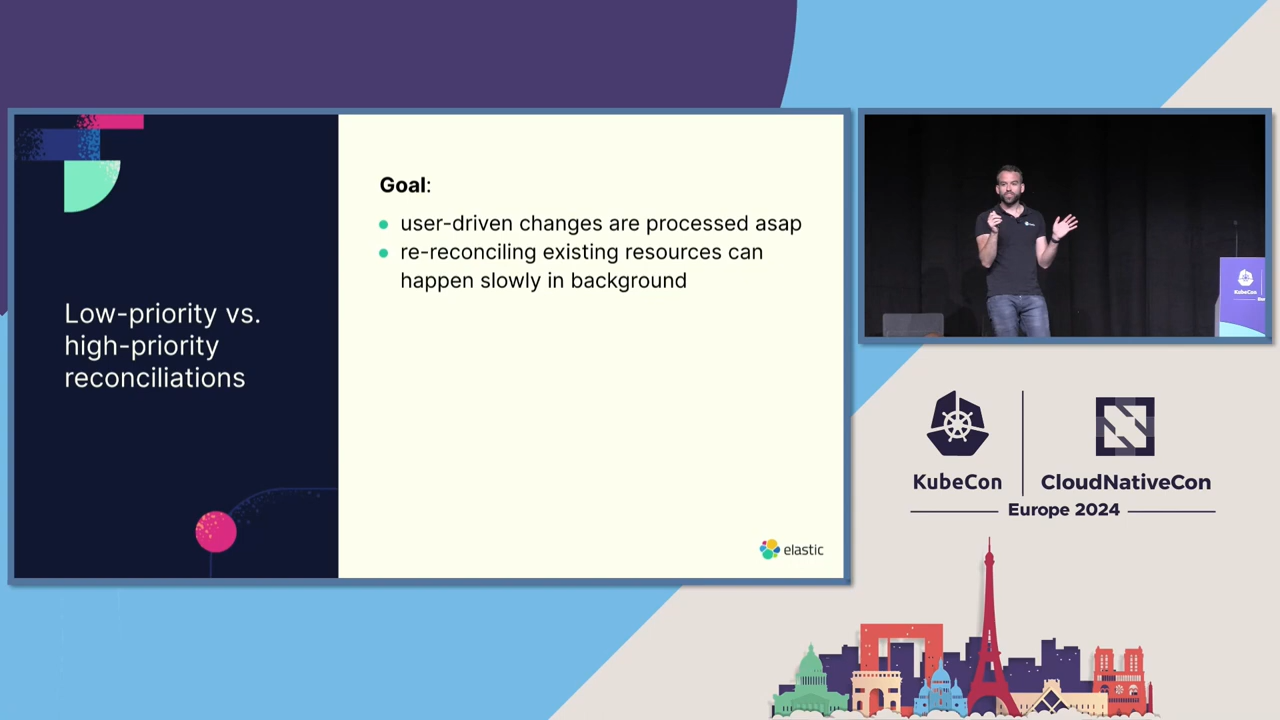 Low-priority vs.
high-priority
reconciliations
Goal:
user-driven changes are processed asap
re-reconciling existing resources can
happen slowly in background
elastic
KubeCon
KubeCon
CloudNativeCon
Europe 2024